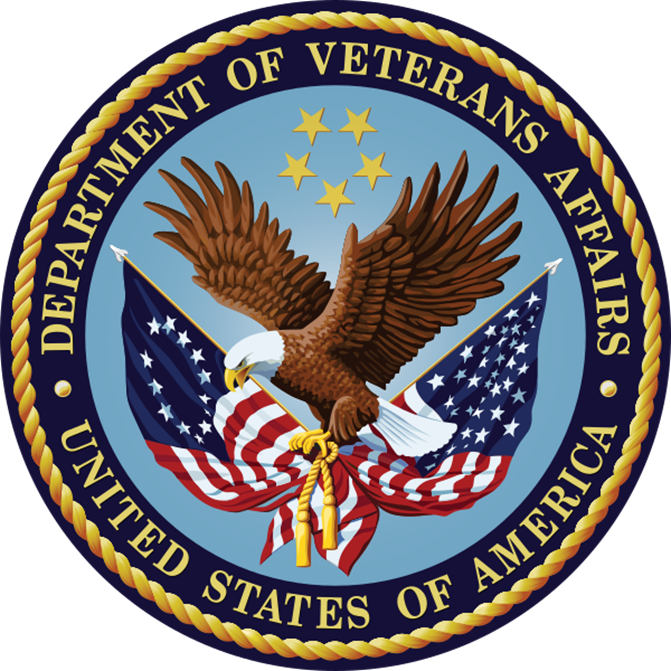 DEPARTMENT OF VETERANS AFFAIRS
UNITED STATES OF AMERICA